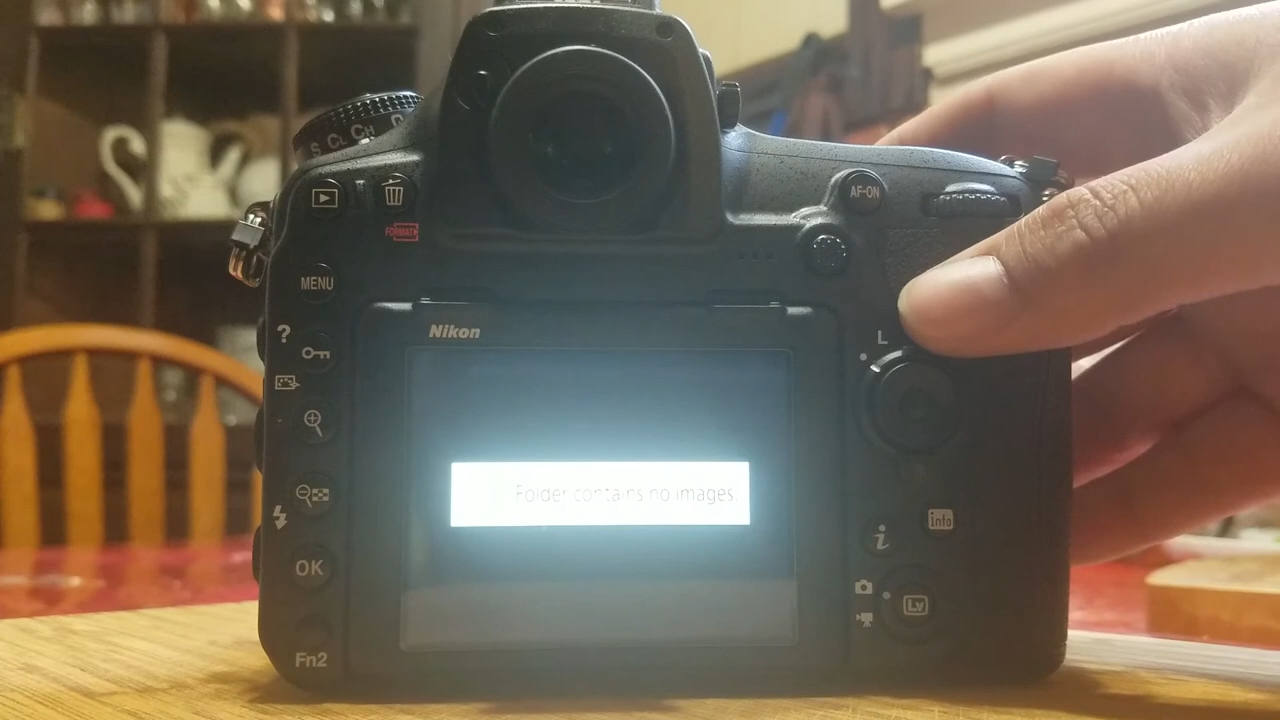 S CL CH Q
AF-ON
FORMAT
MENU
Nikon
?
L
Folder contains no images.
info
i
OK
Lv
Fn2